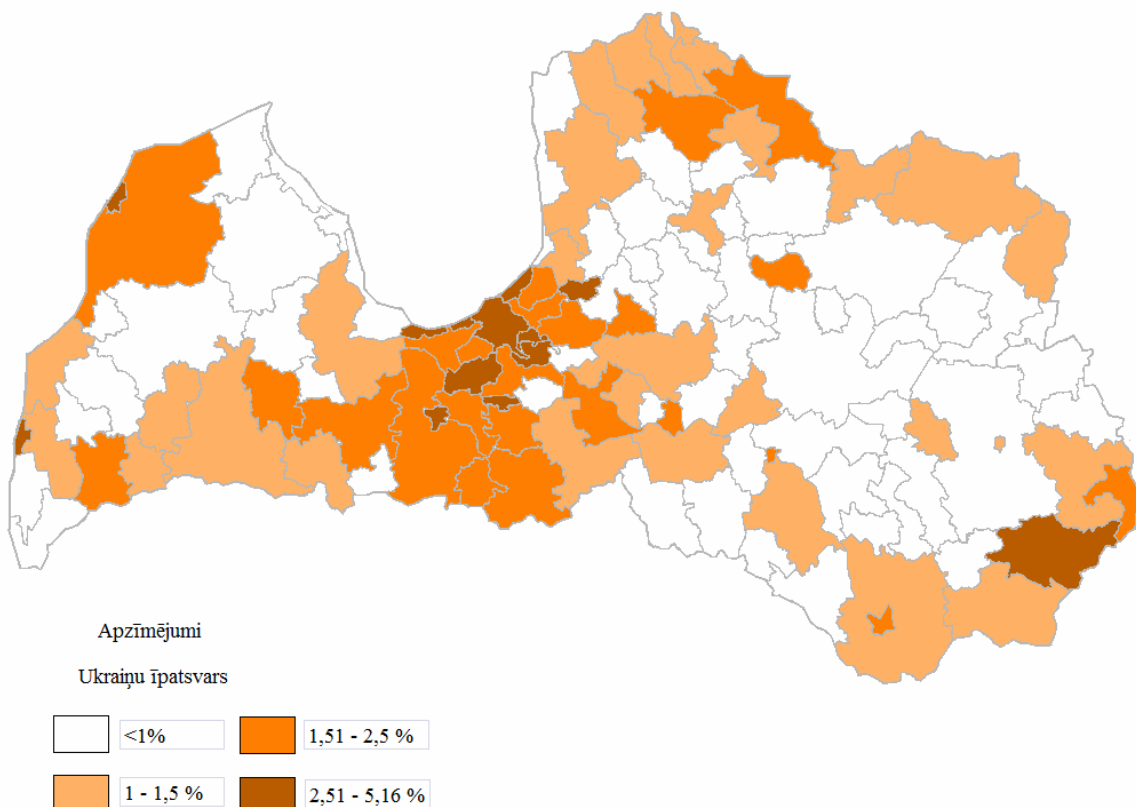 Apzīmējumi
Ukraiņu īpatsvars
<1%
1,51 - 2,5 %
1 - 1,5 %
2,51 - 5,16 %